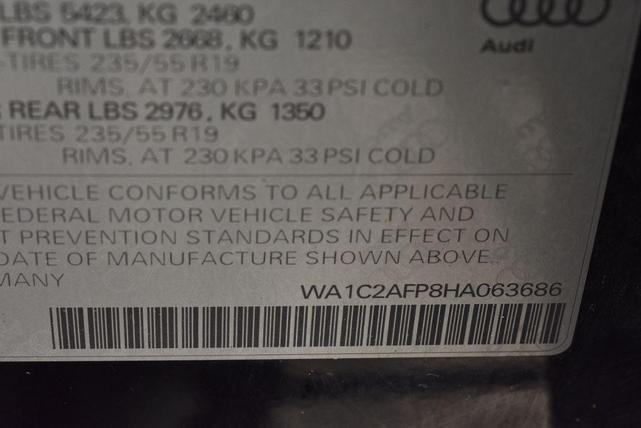 LBS 5423, KG 2460
Audi
FRONT LBS 2668, KG 1210
-TIRES 235/55 R19
RIMS, AT 230 KPA 33 PSI COLD
REAR LBS 2976, KG 1350
TIRES 235/55 R19
RIMS, AT 230 KPA 33 PSI COLD
VEHICLE CONFORMS TO ALL APPLICABLE
FEDERAL MOTOR VEHICLE SAFETY AND
T PREVENTION STANDARDS IN EFFECT ON
DATE OF MANUFACTURE SHOWN ABOVE.
MANY
WA1C2AFP8HA063686